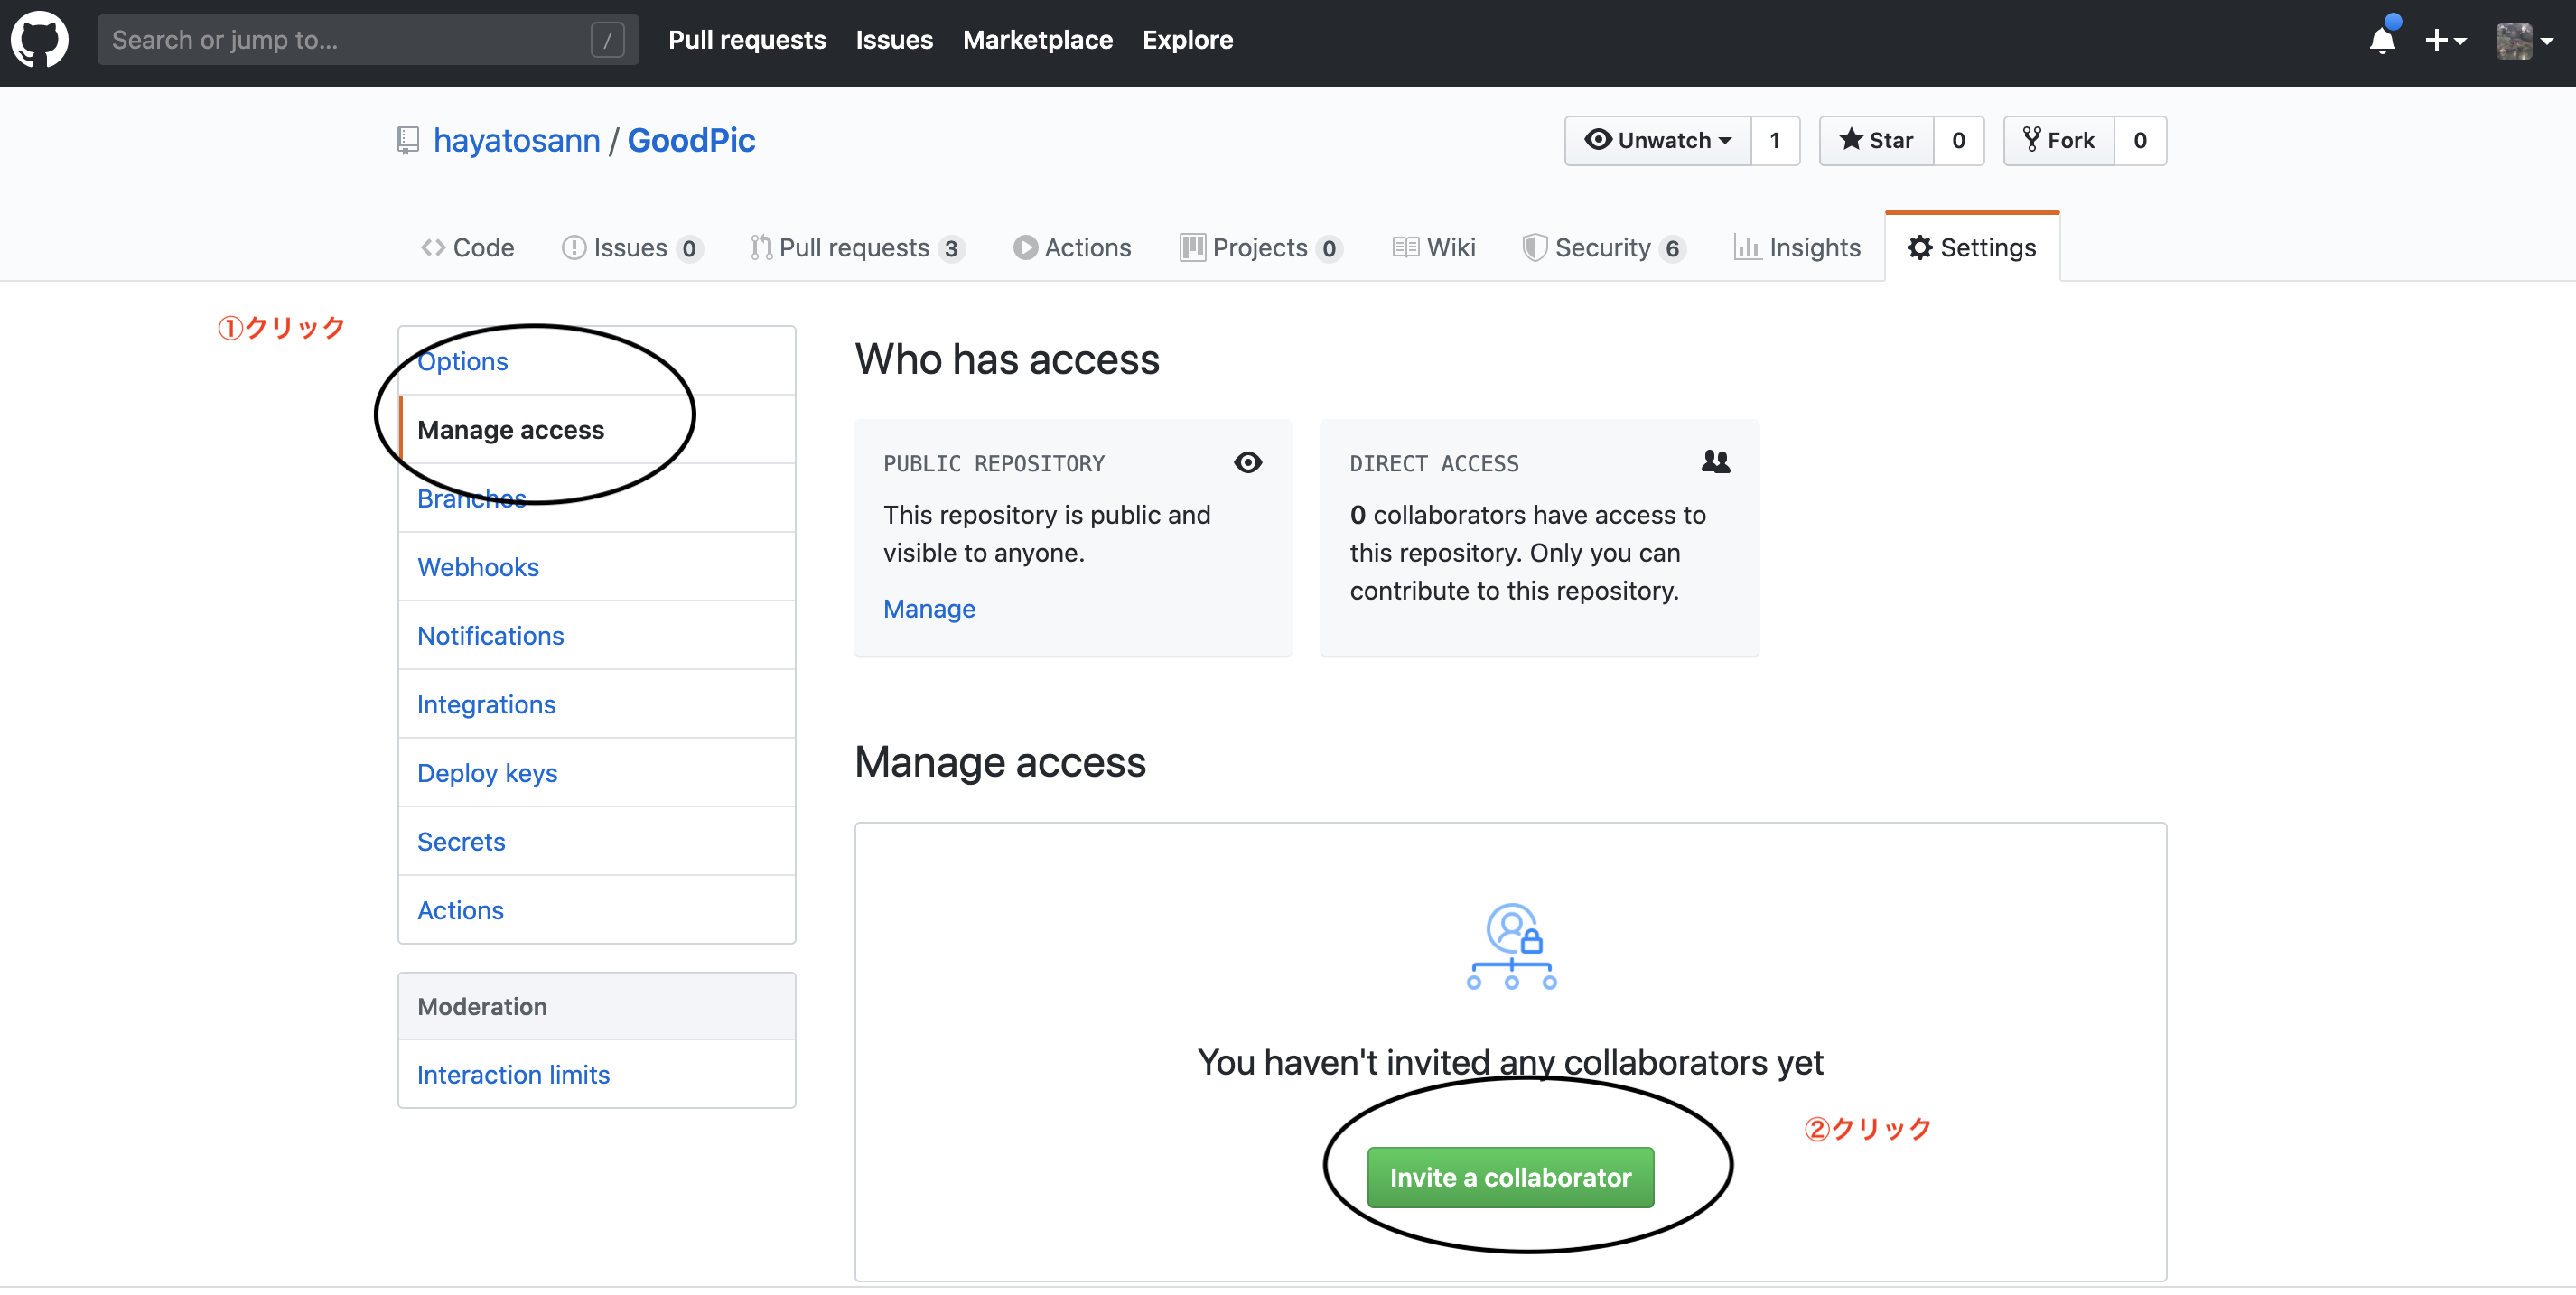 Search or jump to... /
Pull requests Issues Marketplace Explore
hayatosann / GoodPic
Unwatch 1 Star 0 Fork 0
Code Issues 0 Pull requests 3 Actions Projects 0 Wiki Security 6 Insights Settings
①クリック
Options
Manage access
Branches
Webhooks
Notifications
Integrations
Deploy keys
Secrets
Actions
Moderation
Interaction limits
Who has access
PUBLIC REPOSITORY
This repository is public and
visible to anyone.
Manage
DIRECT ACCESS
0 collaborators have access to
this repository. Only you can
contribute to this repository.
Manage access
You haven't invited any collaborators yet
②クリック
Invite a collaborator